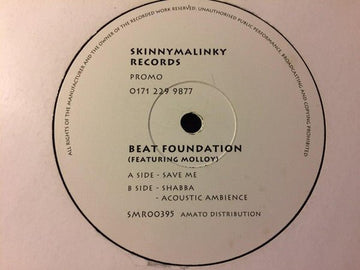 ALL RIGHTS OF THE MANUFACTURER AND THE OWNER OF THE RECORDED WORK RESERVED. UNAUTHORISED PUBLIC PERFORMANCE, BROADCASTING AND COPYING PROHIBITED
SKINNYMALINKY
RECORDS
PROMO
0171 229 9877
BEAT FOUNDATION
(FEATURING MOLLOY)
A SIDE - SAVE ME
B SIDE - SHABBA
- ACOUSTIC AMBIENCE
SMR00395 AMATO DISTRIBUTION